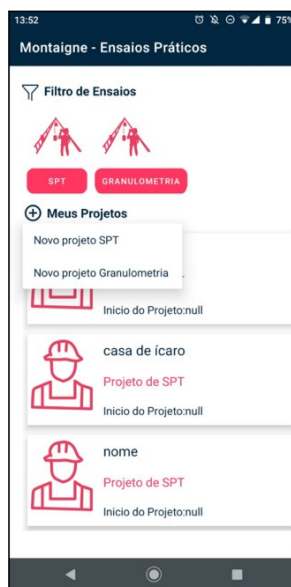 13:52
75%
Montaigne - Ensaios Práticos
Filtro de Ensaios
SPT
GRANULOMETRIA
Meus Projetos
Novo projeto SPT
Novo projeto Granulometria
Inicio do Projeto:null
casa de ícaro
Projeto de SPT
Inicio do Projeto:null
nome
Projeto de SPT
Inicio do Projeto:null